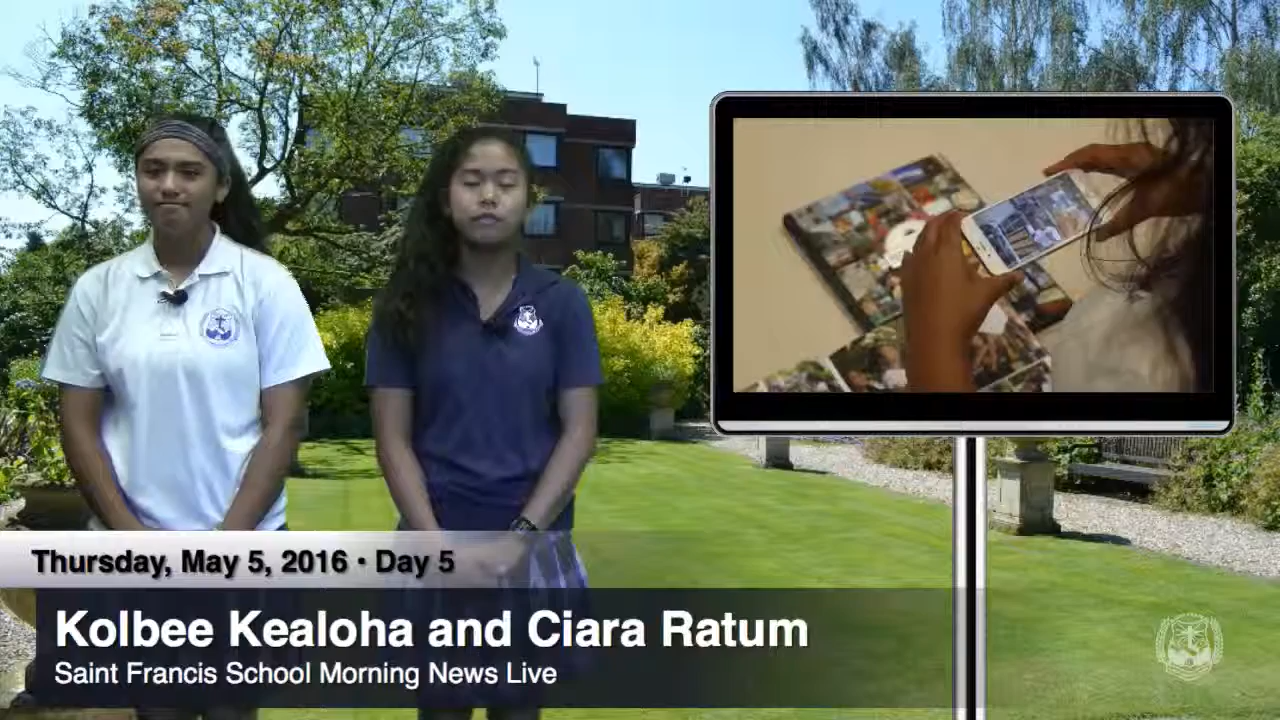 Thursday, May 5, 2016 • Day 5
Kolbee Kealoha and Ciara Ratum
Saint Francis School Morning News Live